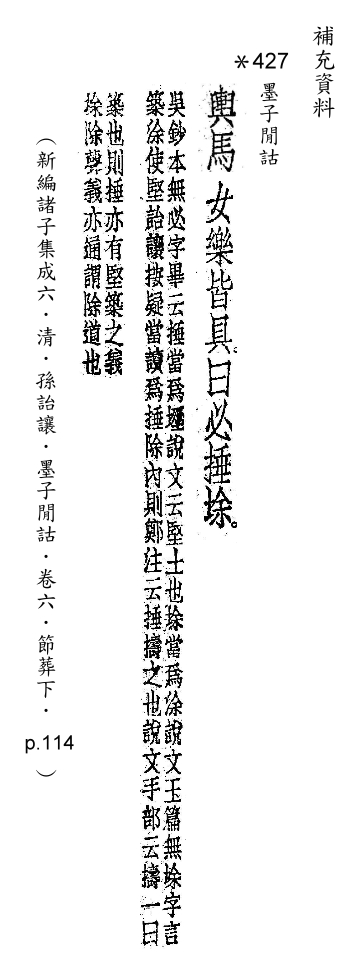 補充資料
＊427
墨子閒詁
輿馬女樂皆具。曰必捶𡌘。
吳鈔本無必字畢云捶當爲堹說文云堅土也𡌘當爲涂說文玉篇無𡌘字言
築涂使堅詒讓按疑當讀爲捶除內則鄭注云捶擣之也說文手部云擣一曰
築也則捶亦有堅築之義
𡌘除聲義亦通謂除道也
（新編諸子集成六．清．孫詒讓．墨子閒詁．卷六．節葬下．p.114）